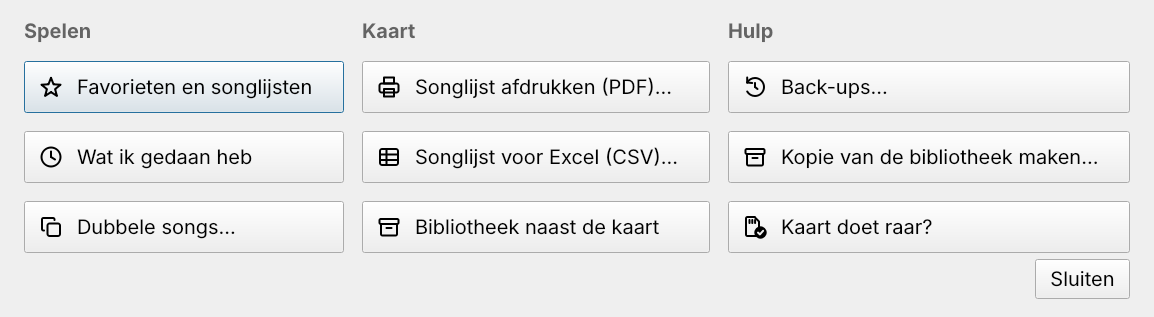 Spelen
Favorieten en songlijsten
Wat ik gedaan heb
Dubbele songs...
Kaart
Songlijst afdrukken (PDF)...
Songlijst voor Excel (CSV)...
Bibliotheek naast de kaart
Hulp
Back-ups...
Kopie van de bibliotheek maken...
Kaart doet raar?
Sluiten